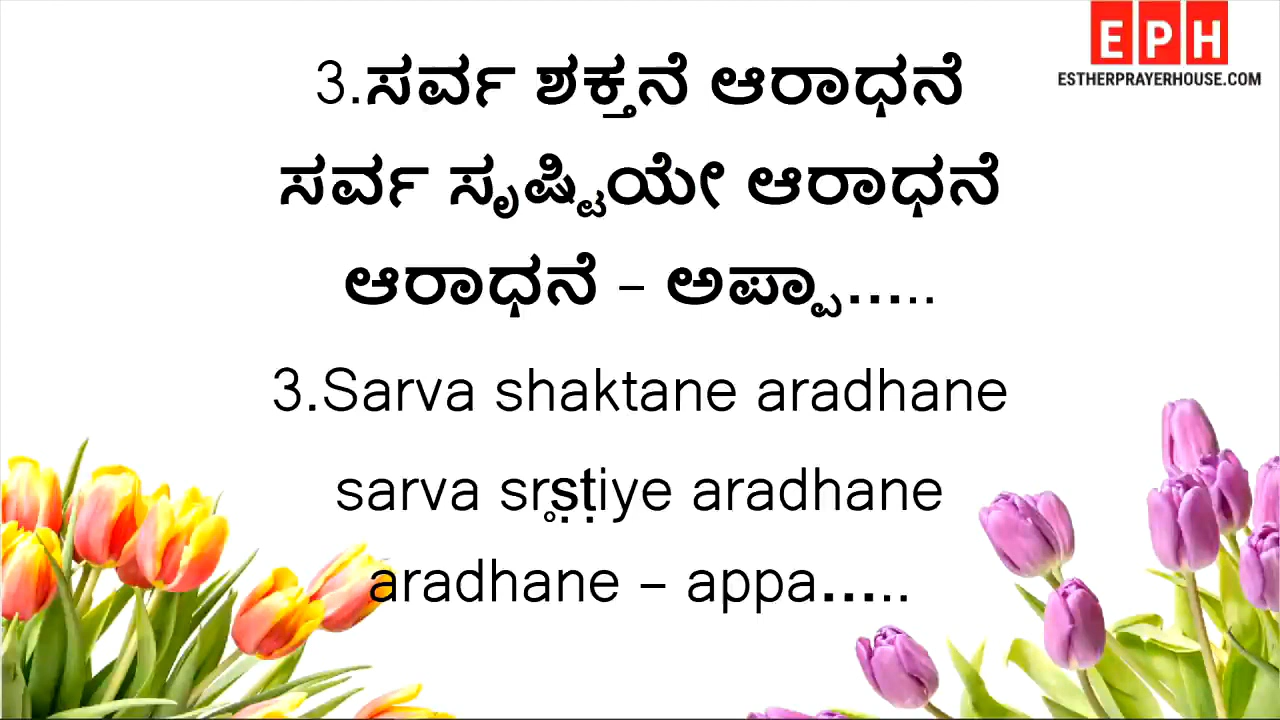 EPH
ESTHERPRAYERHOUSE.COM
3.ಸರ್ವ ಶಕ್ತನೆ ಆರಾಧನೆ
ಸರ್ವ ಸೃಷ್ಟಿಯೇ ಆರಾಧನೆ
ಆರಾಧನೆ – ಅಪ್ಪಾ…..
3.Sarva shaktane aradhane
sarva sr̥ṣṭiye aradhane
aradhane – appa…..